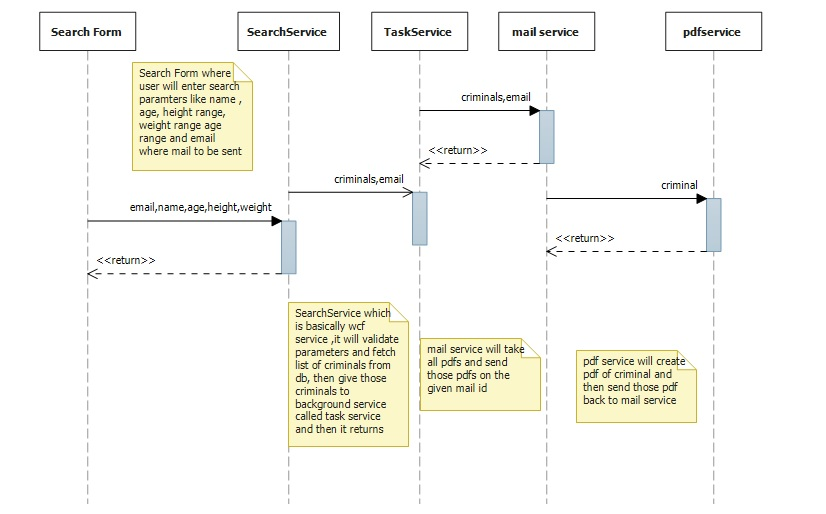 Search Form
SearchService
TaskService
mail service
pdfservice
Search Form where
user will enter search
paramters like name ,
age, height range,
weight range age
range and email
where mail to be sent
criminals,email
<<return>>
criminals,email
criminal
email,name,age,height,weight
<<return>>
<<return>>
SearchService which
is basically wcf
service ,it will validate
parameters and fetch
list of criminals from
db, then give those
criminals to
background service
called task service
and then it returns
mail service will take
all pdfs and send
those pdfs on the
given mail id
pdf service will create
pdf of criminal and
then send those pdf
back to mail service